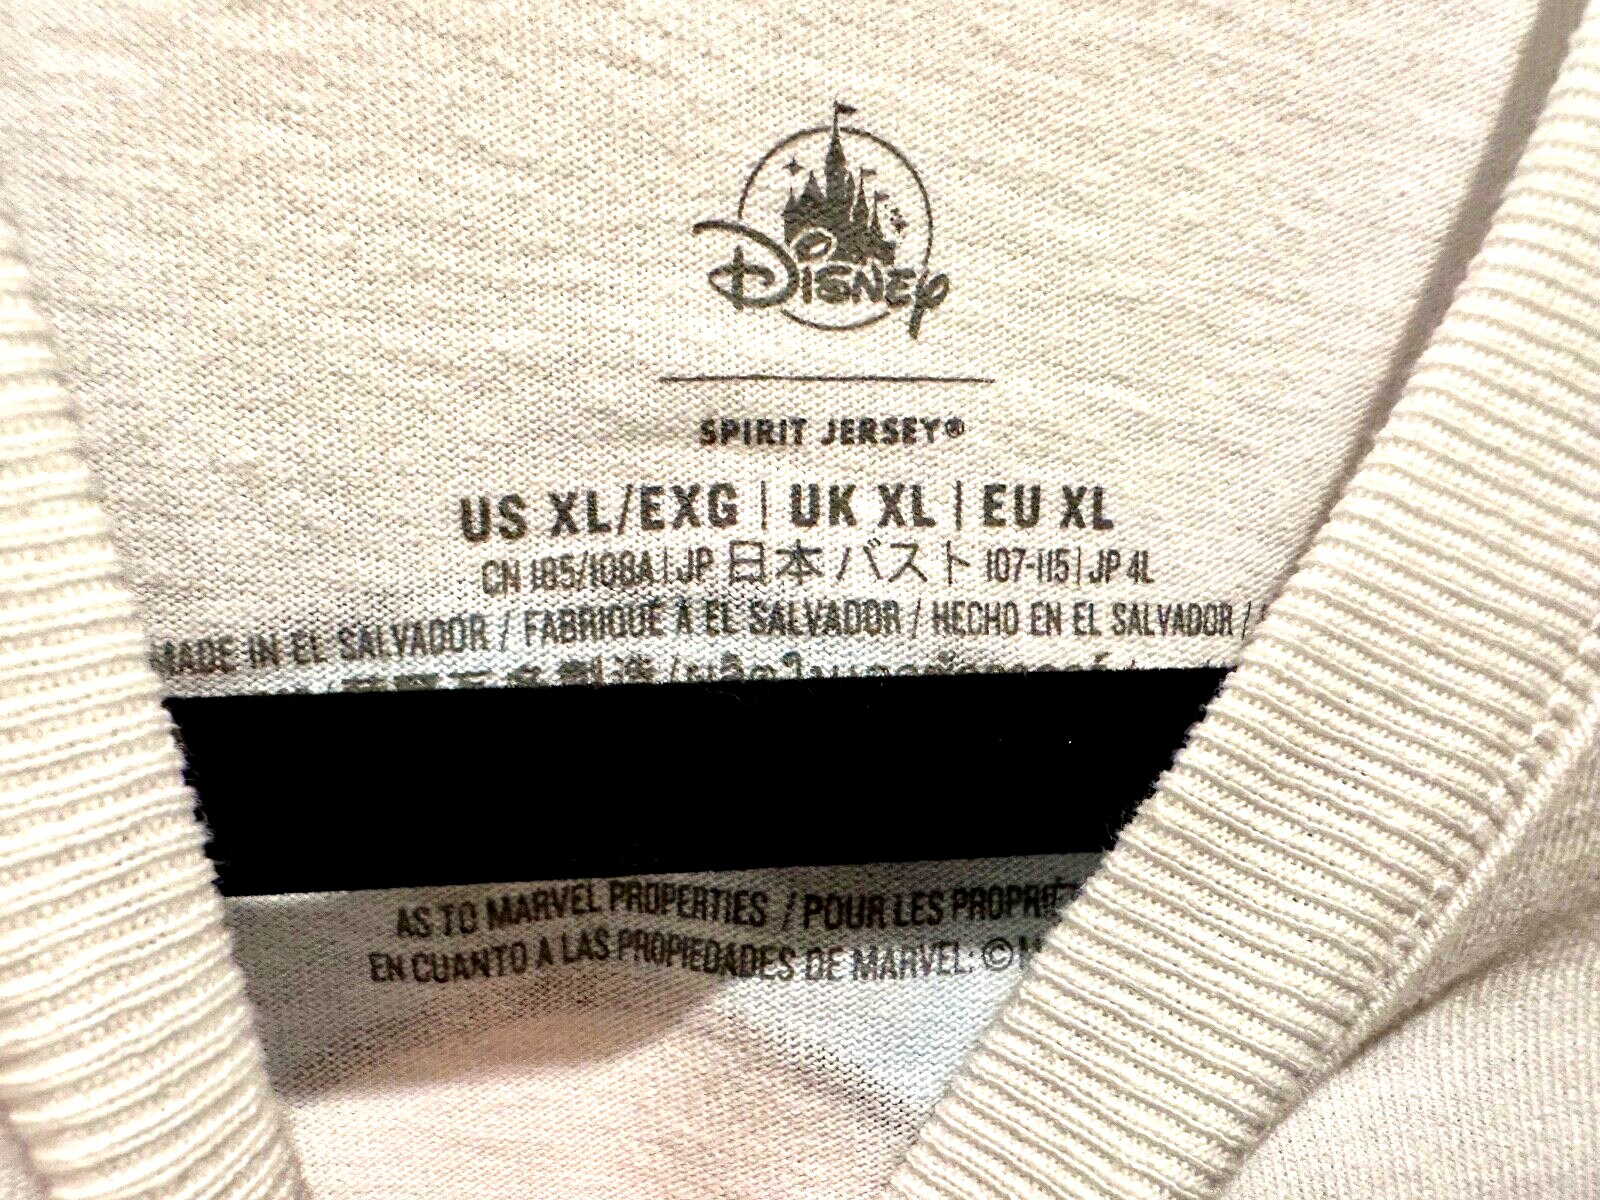 Disney
SPIRIT JERSEY®
US XL/EXG | UK XL | EU XL
CN 185/108A | JP 日本 バスト 107-115 | JP 4L
MADE IN EL SALVADOR / FABRIQUÉ À EL SALVADOR / HECHO EN EL SALVADOR /
AS TO MARVEL PROPERTIES / POUR LES
EN CUANTO A LAS PROPIEDADES DE MARVEL: ©